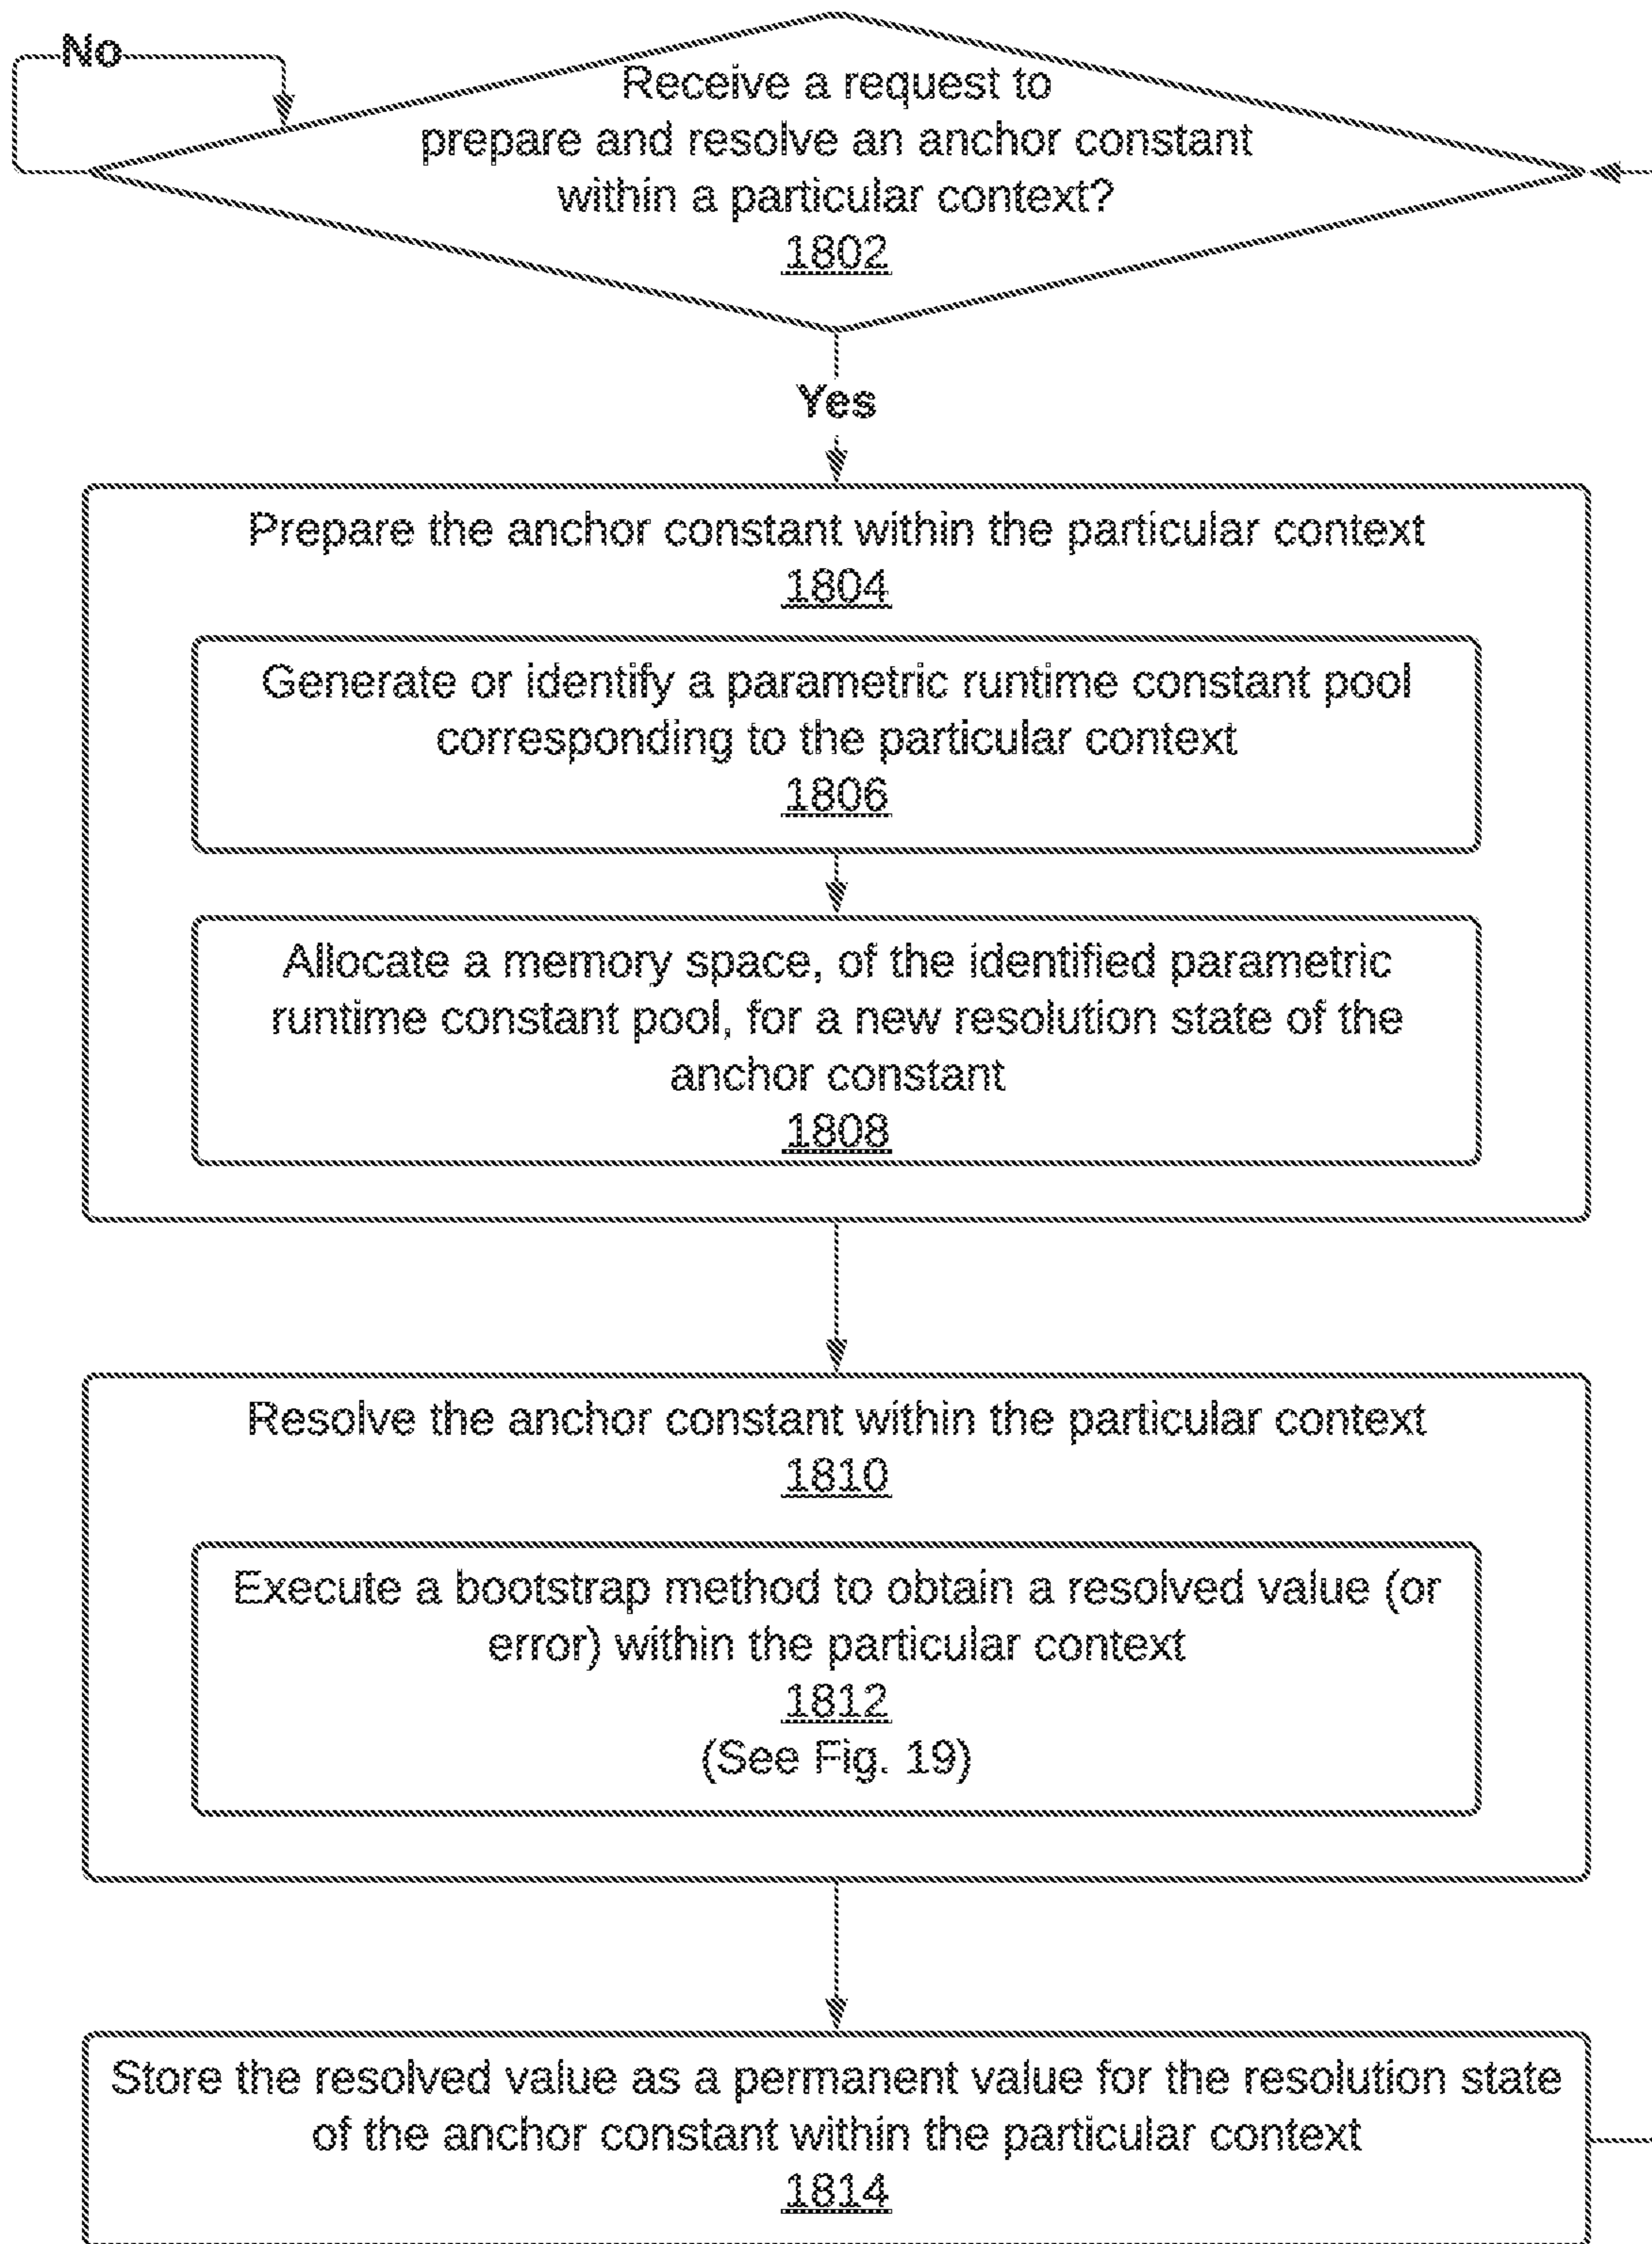 No
Receive a request to
prepare and resolve an anchor constant
within a particular context?
1802
Yes
Prepare the anchor constant within the particular context
1804
Generate or identify a parametric runtime constant pool
corresponding to the particular context
1806
Allocate a memory space, of the identified parametric
runtime constant pool, for a new resolution state of the
anchor constant
1808
Resolve the anchor constant within the particular context
1810
Execute a bootstrap method to obtain a resolved value (or
error) within the particular context
1812
(See Fig. 19)
Store the resolved value as a permanent value for the resolution state
of the anchor constant within the particular context
1814